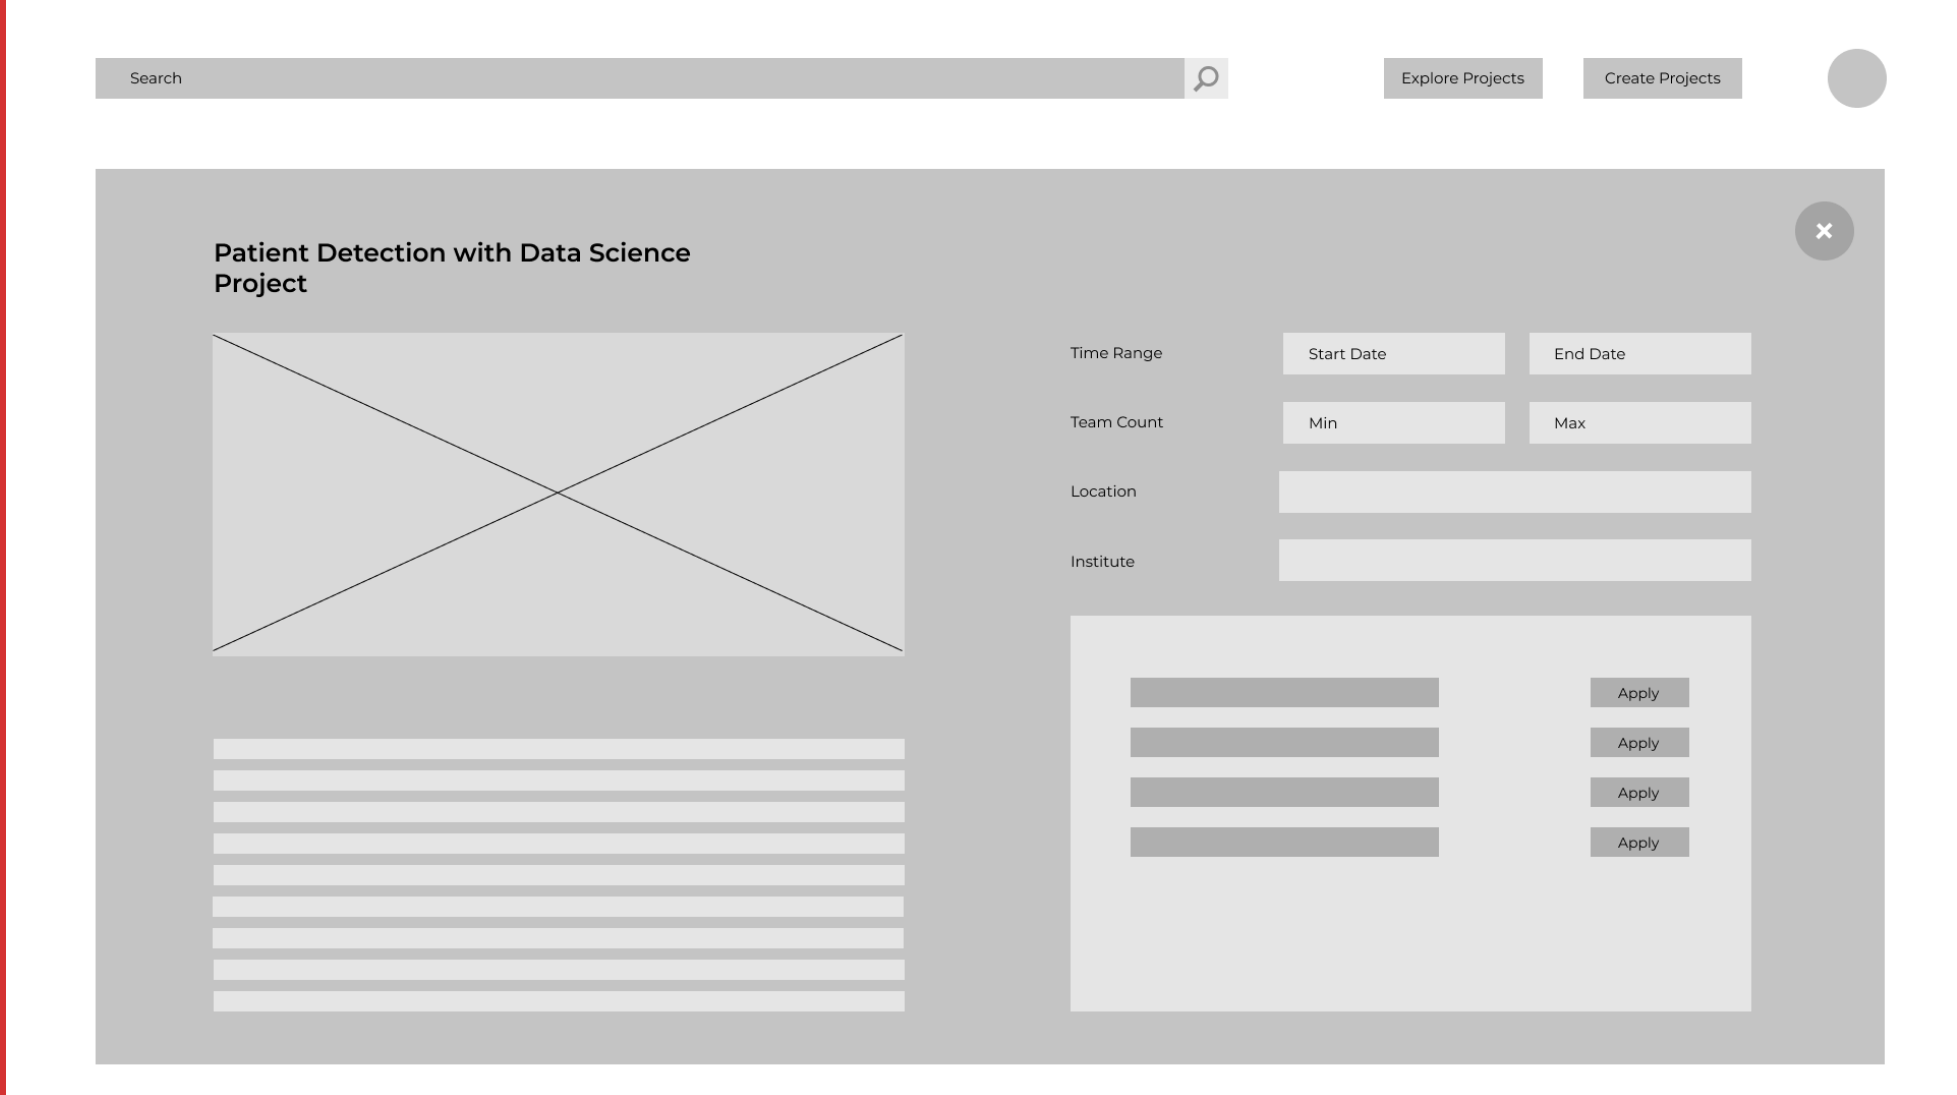 Search
Explore Projects
Create Projects
Patient Detection with Data Science
Project
Time Range
Start Date
End Date
Team Count
Min
Max
Location
Institute
Apply
Apply
Apply
Apply